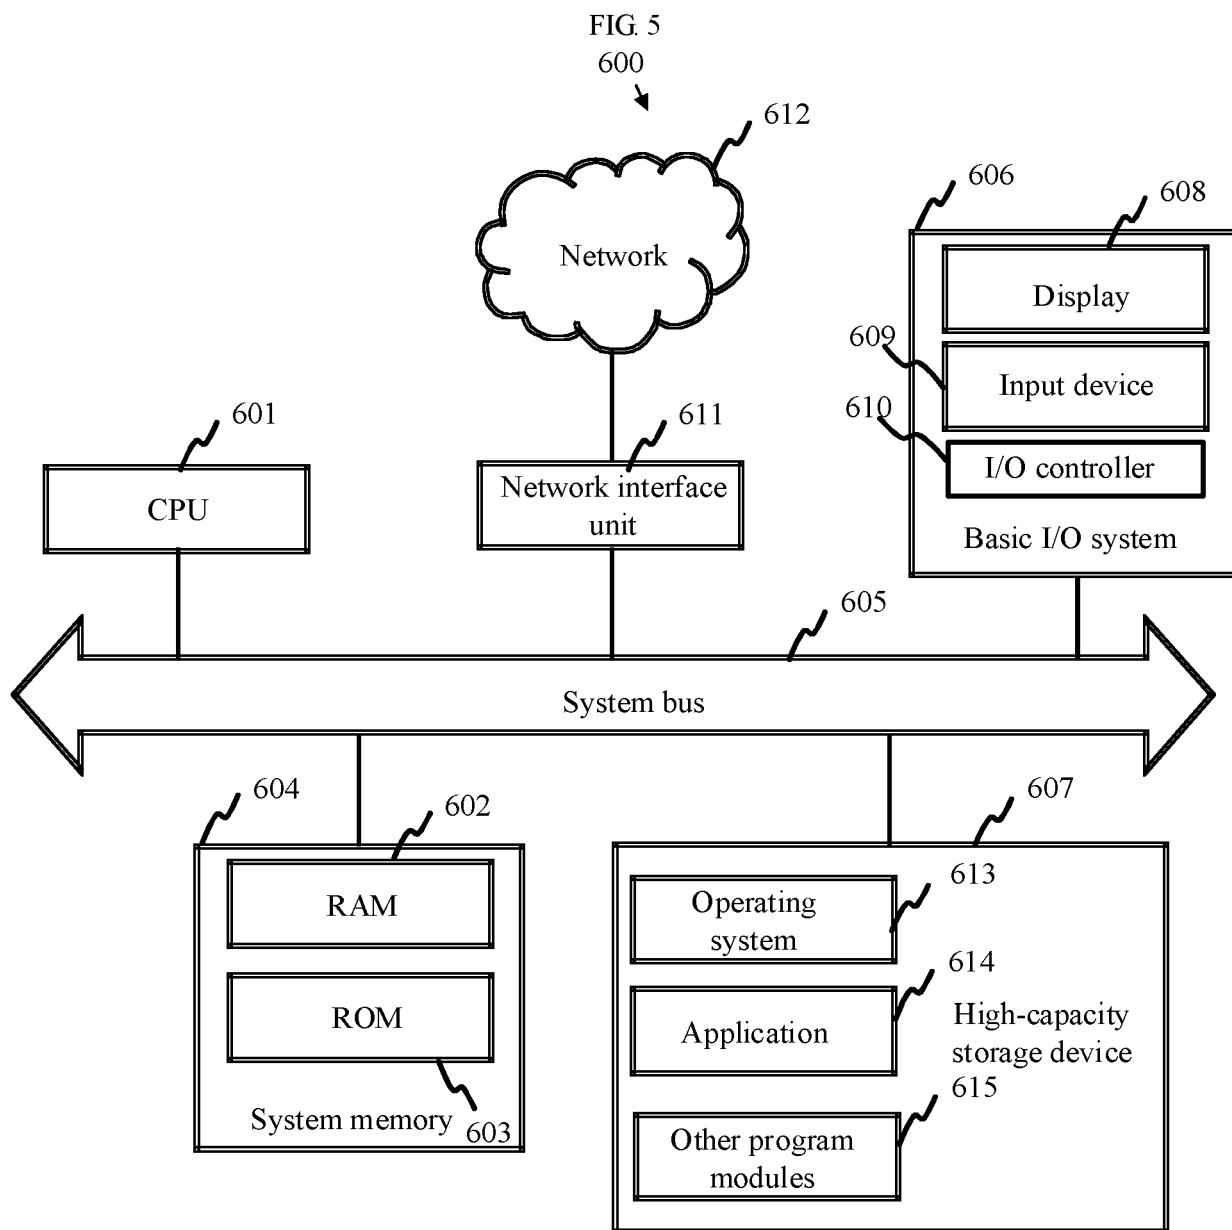 FIG. 5
600
612
Network
606
608
Display
609
Input device
610
I/O controller
Basic I/O system
601
CPU
611
Network interface
unit
605
System bus
604
602
RAM
ROM
System memory
603
607
613
Operating
system
614
Application
High-capacity
storage device
615
Other program
modules